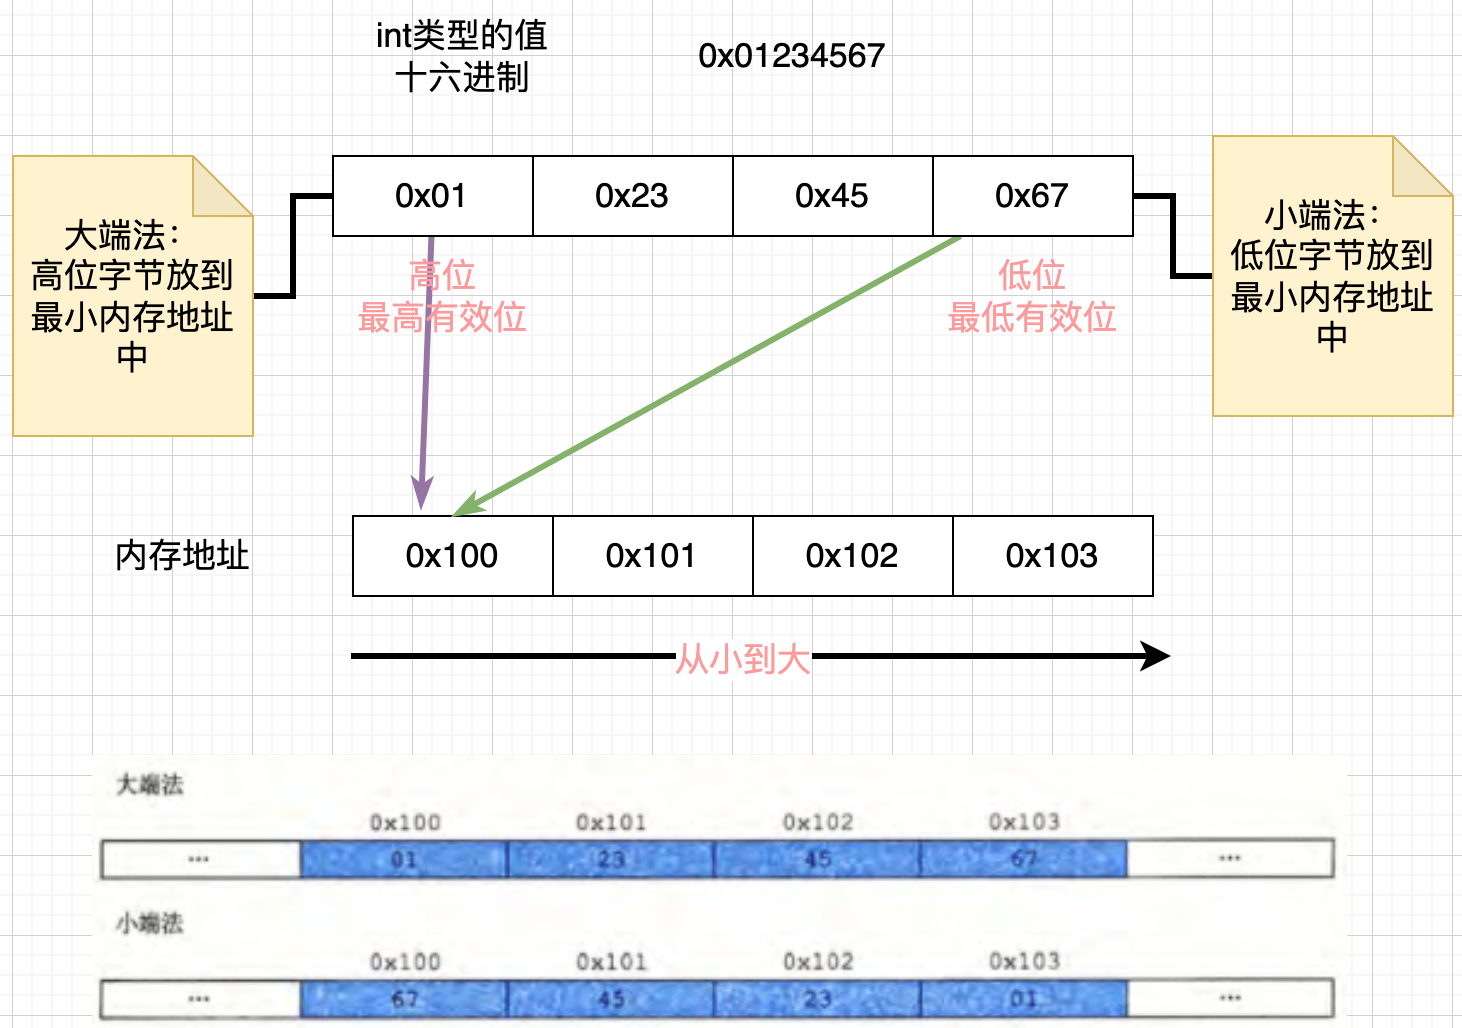 int类型的值
十六进制
0x01234567
大端法：
高位字节放到
最小内存地址
中
0x01 0x23 0x45 0x67
小端法：
低位字节放到
最小内存地址
中
高位
最高有效位
低位
最低有效位
内存地址
0x100 0x101 0x102 0x103
从小到大
大端法
0x100 0x101 0x102 0x103
... 01 23 45 67 ...
小端法
0x100 0x101 0x102 0x103
... 67 45 23 01 ...